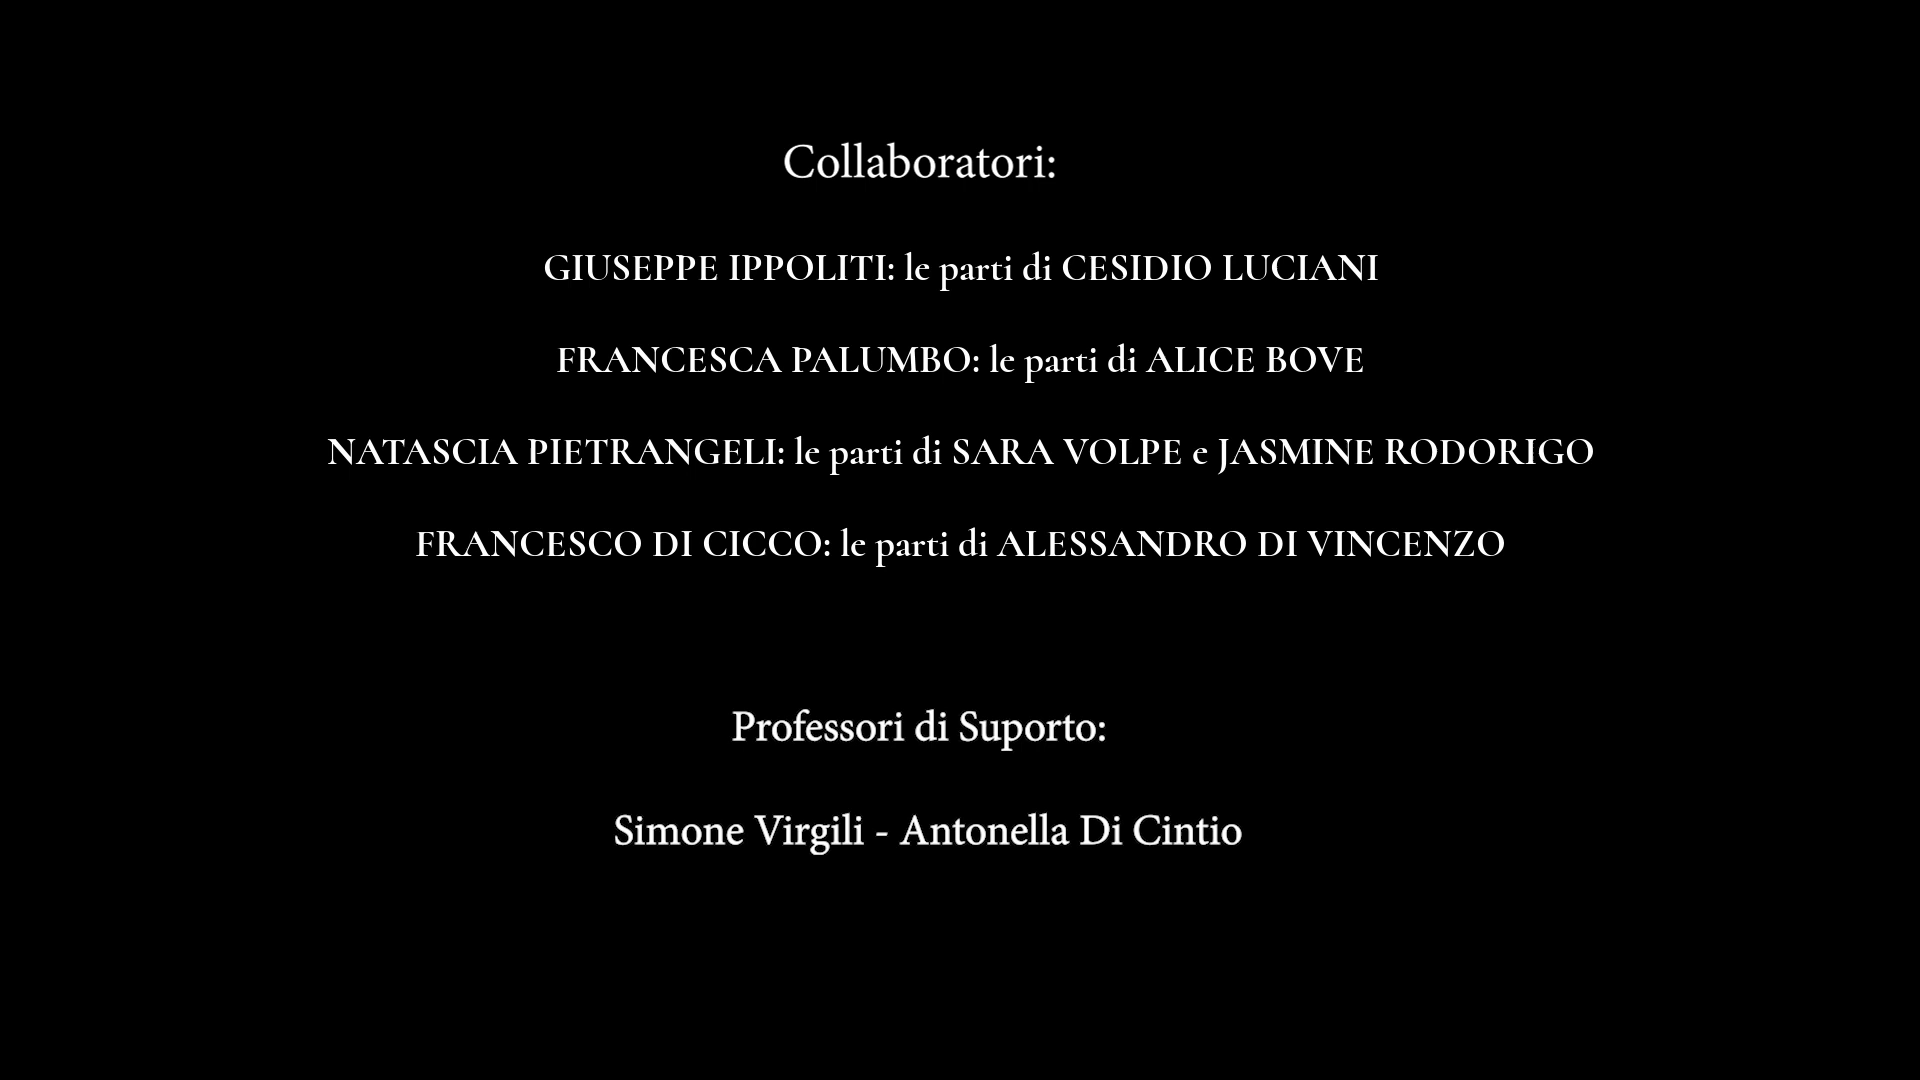 Collaboratori:
GIUSEPPE IPPOLITI: le parti di CESIDIO LUCIANI
FRANCESCA PALUMBO: le parti di ALICE BOVE
NATASCIA PIETRANGELI: le parti di SARA VOLPE e JASMINE RODORIGO
FRANCESCO DI CICCO: le parti di ALESSANDRO DI VINCENZO
Professori di Suporto:
Simone Virgili - Antonella Di Cintio